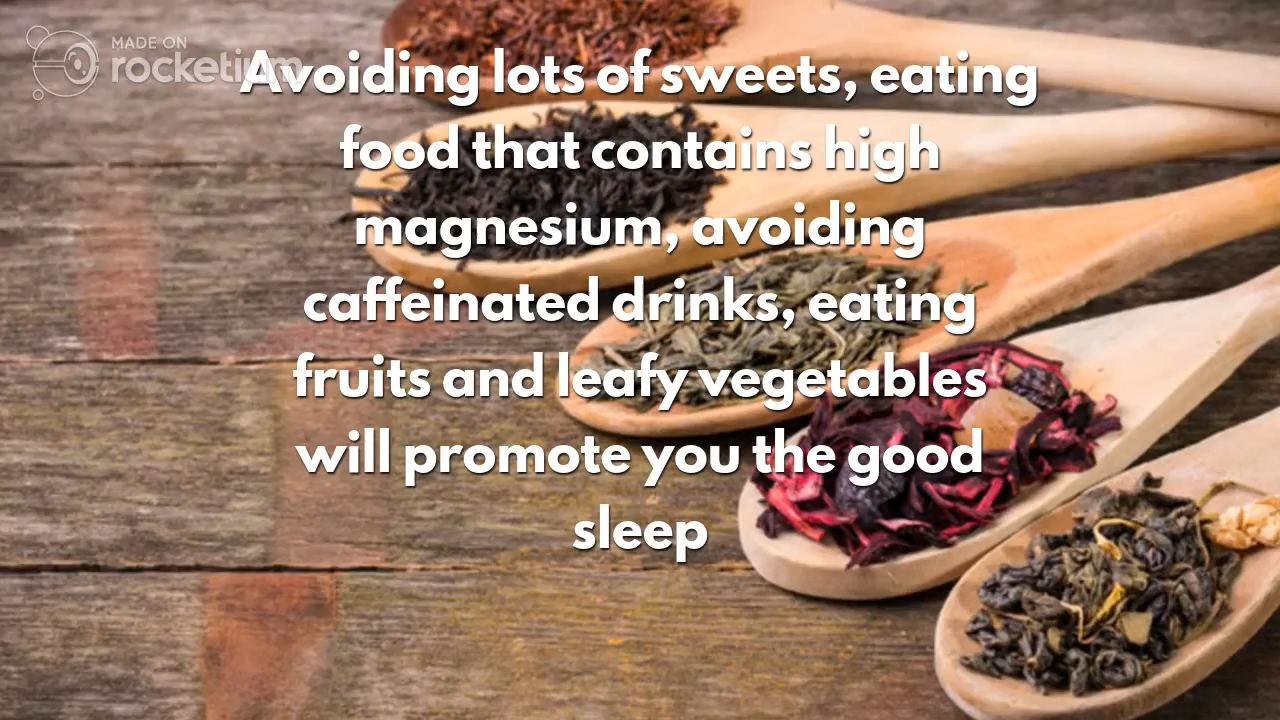 MADE ON
rocketium
Avoiding lots of sweets, eating
food that contains high
magnesium, avoiding
caffeinated drinks, eating
fruits and leafy vegetables
will promote you the good
sleep